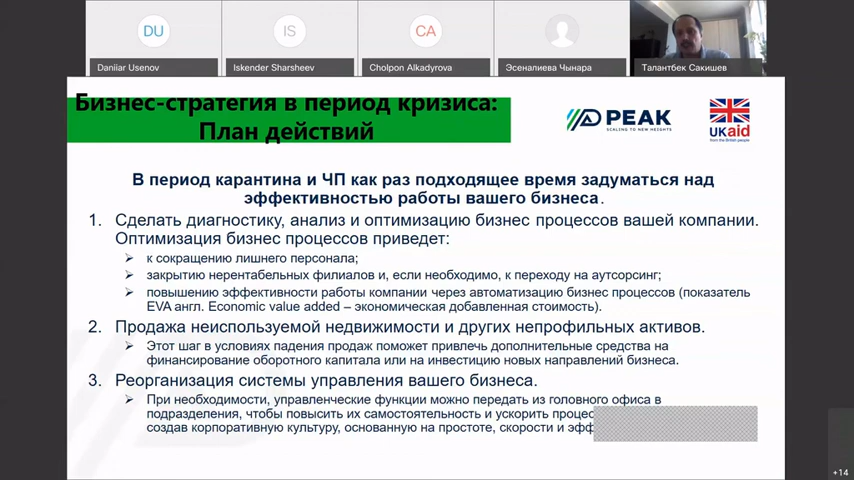 DU
IS
CA
Daniiar Usenov
Iskender Sharsheev
Cholpon Alkadyrova
Эсеналиева Чынара
Талантбек Сакишев
Бизнес-стратегия в период кризиса:
План действий
PEAK
SCALING TO NEW HEIGHTS
UKaid
from the British people
В период карантина и ЧП как раз подходящее время задуматься над
эффективностью работы вашего бизнеса.
1. Сделать диагностику, анализ и оптимизацию бизнес процессов вашей компании.
Оптимизация бизнес процессов приведет:
к сокращению лишнего персонала;
закрытию нерентабельных филиалов и, если необходимо, к переходу на аутсорсинг;
повышению эффективности работы компании через автоматизацию бизнес процессов (показатель
EVA англ. Economic value added – экономическая добавленная стоимость).
2. Продажа неиспользуемой недвижимости и других непрофильных активов.
Этот шаг в условиях падения продаж поможет привлечь дополнительные средства на
финансирование оборотного капитала или на инвестицию новых направлений бизнеса.
3. Реорганизация системы управления вашего бизнеса.
При необходимости, управленческие функции можно передать из головного офиса в
подразделения, чтобы повысить их самостоятельность и ускорить
создав корпоративную культуру, основанную на простоте, скорости и
+14